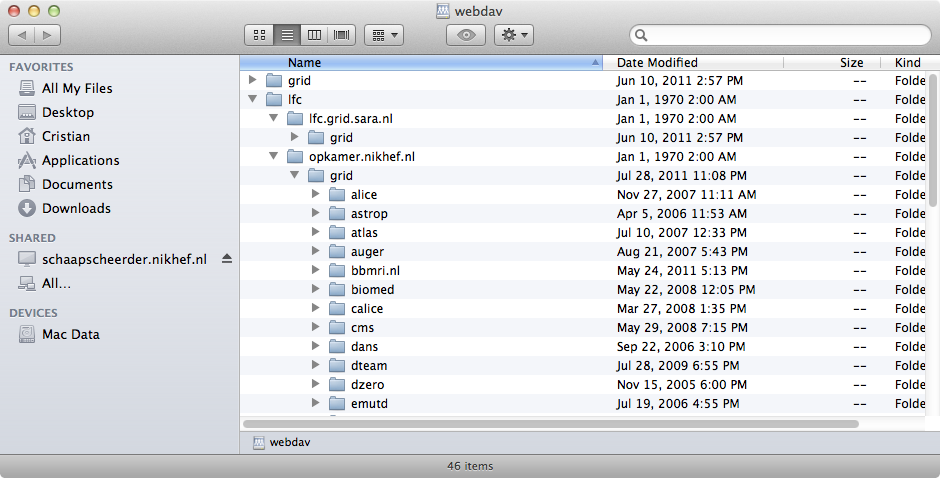 webdav
FAVORITES
All My Files
Desktop
Cristian
Applications
Documents
Downloads
SHARED
schaapscheerder.nikhef.nl
All...
DEVICES
Mac Data
Name Date Modified Size Kind
grid Jun 10, 2011 2:57 PM -- Folde
lfc Jan 1, 1970 2:00 AM -- Folde
lfc.grid.sara.nl Jan 1, 1970 2:00 AM -- Folde
grid Jun 10, 2011 2:57 PM -- Folde
opkamer.nikhef.nl Jan 1, 1970 2:00 AM -- Folde
grid Jul 28, 2011 11:08 PM -- Folde
alice Nov 27, 2007 11:11 AM -- Folde
astrop Apr 5, 2006 11:53 AM -- Folde
atlas Jul 10, 2007 12:33 PM -- Folde
auger Aug 21, 2007 5:43 PM -- Folde
bbmri.nl May 24, 2011 5:13 PM -- Folde
biomed May 22, 2008 12:05 PM -- Folde
calice Mar 27, 2008 1:35 PM -- Folde
cms May 29, 2008 7:15 PM -- Folde
dans Sep 22, 2006 3:10 PM -- Folde
dteam Jul 28, 2009 6:55 PM -- Folde
dzero Nov 15, 2005 6:00 PM -- Folde
emutd Jul 19, 2006 4:55 PM -- Folde
webdav
46 items